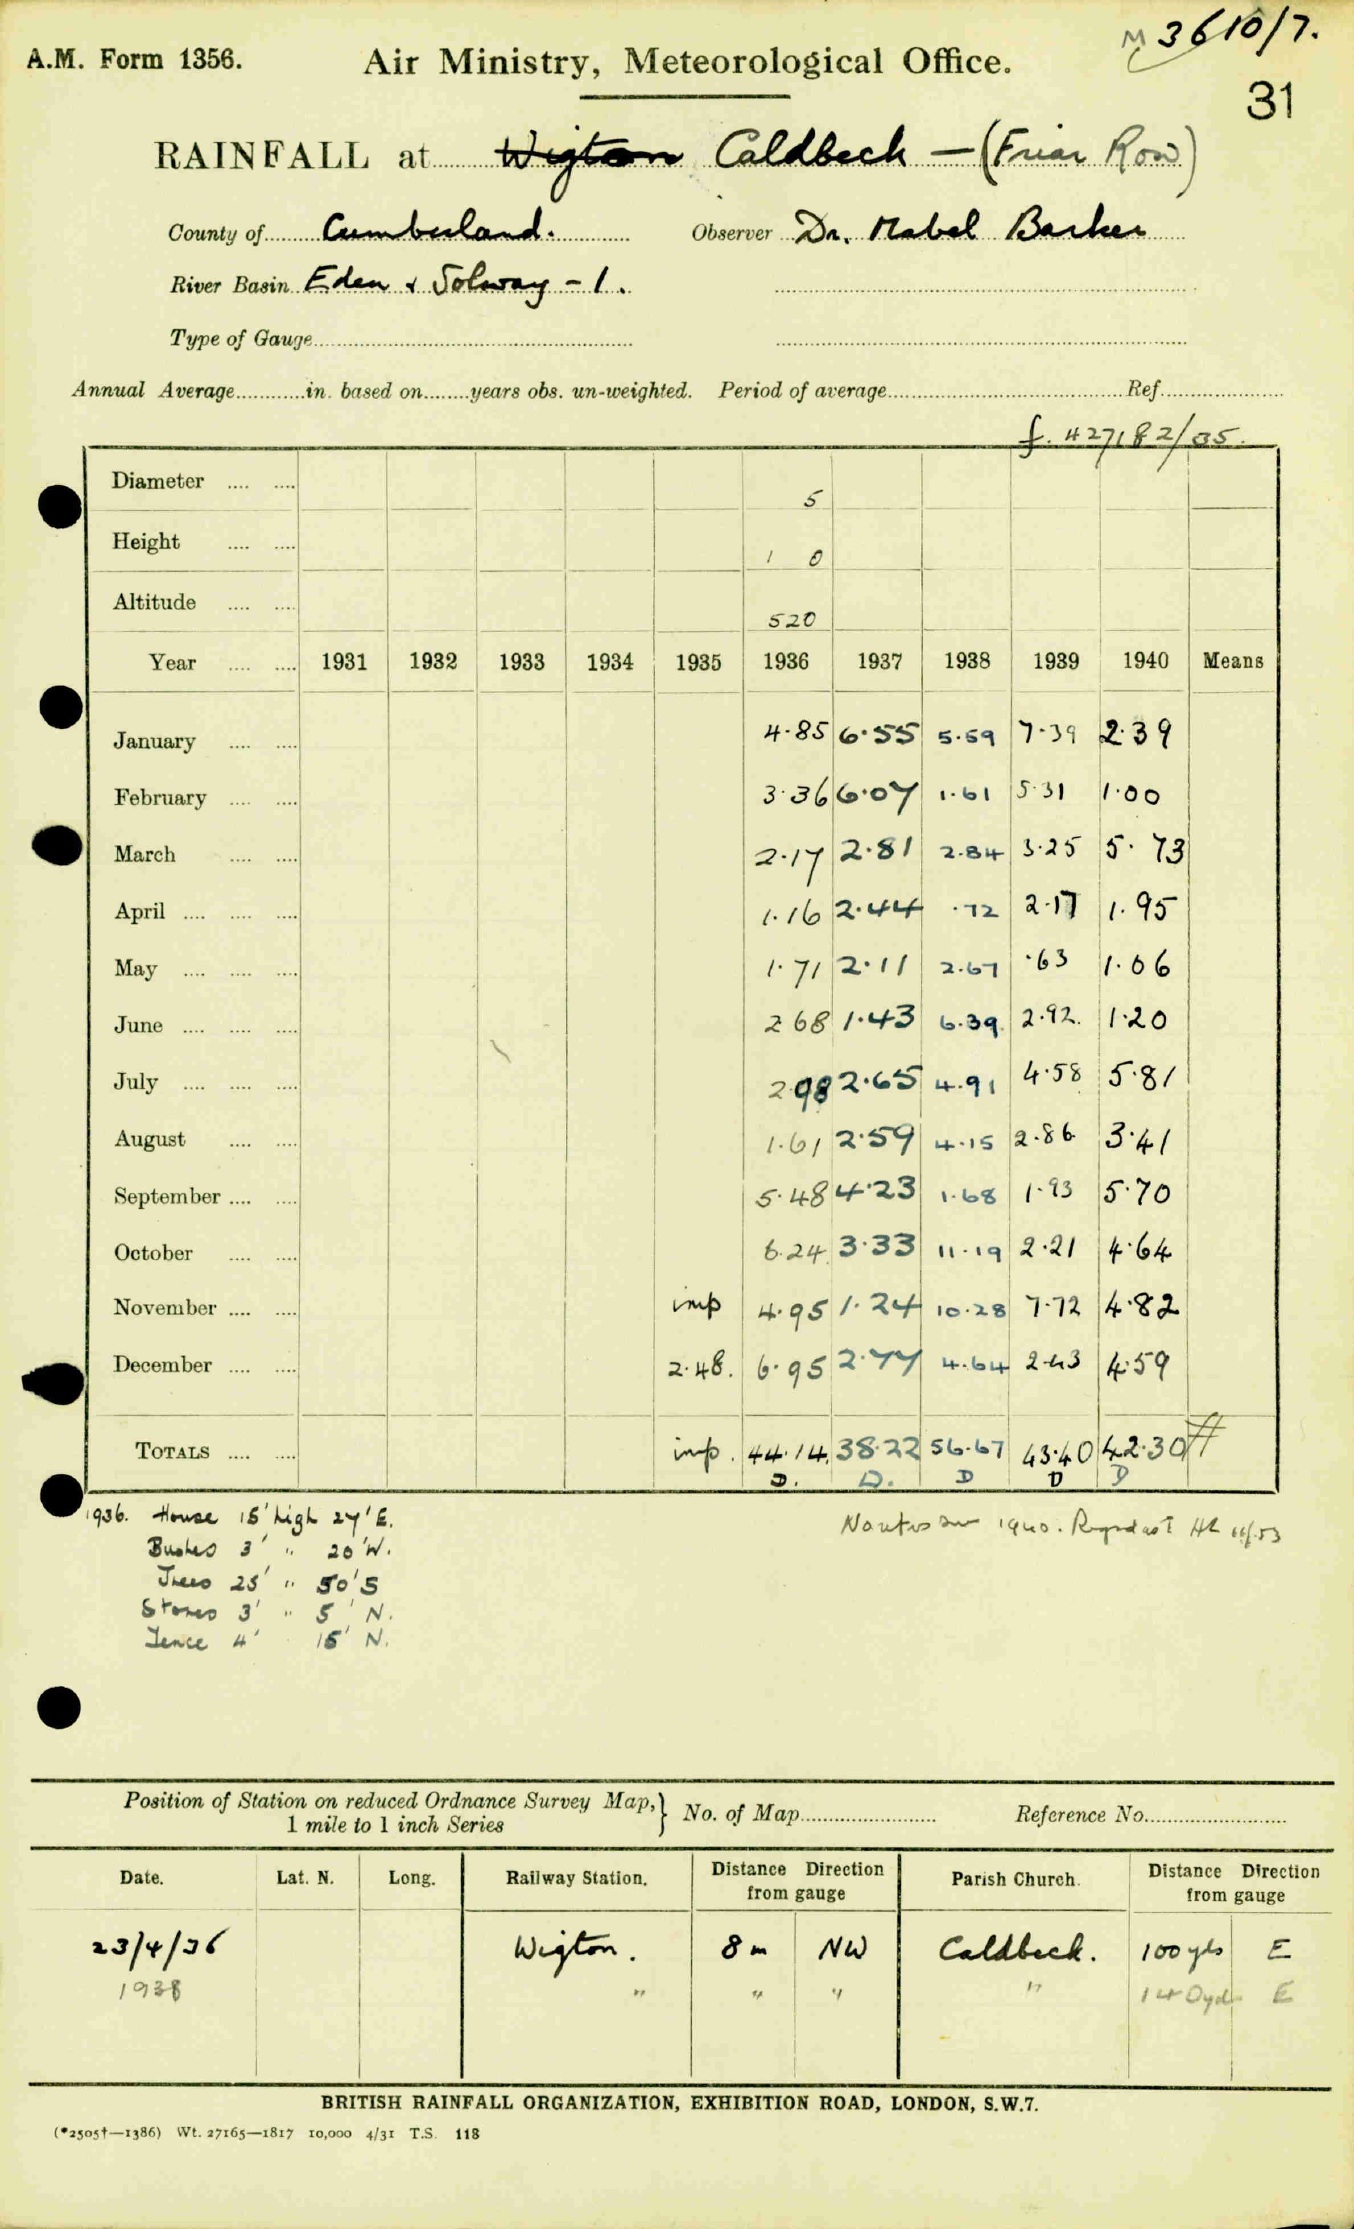 M 3610/7.
A.M. Form 1356. Air Ministry, Meteorological Office.
31
RAINFALL at Wigton Caldbeck — (Friar Row)
County of Cumberland. Observer Dr. Mabel Barker
River Basin Eden & Solway - 1.
Type of Gauge
Annual Average in. based on years obs. un-weighted. Period of average Ref.
f. 427182/35.
Diameter 5
Height 1 0
Altitude 520
Year 1931 1932 1933 1934 1935 1936 1937 1938 1939 1940 Means
January 4.85 6.55 5.59 7.39 2.39
February 3.36 6.07 1.61 5.31 1.00
March 2.17 2.81 2.84 3.25 5.73
April 1.16 2.44 .72 2.17 1.95
May 1.71 2.11 2.67 .63 1.06
June 2 68 1.43 6.39 2.92. 1.20
July 2.98 2.65 4.91 4.58 5.81
August 1.61 2.59 4.15 2.86 3.41
September 5.48 4.23 1.68 1.93 5.70
October 6.24 3.33 11.19 2.21 4.64
November imp 4.95 1.24 10.28 7.72 4.82
December 2.48. 6.95 2.77 4.64 2.43 4.59
TOTALS imp. 44.14 38.22 56.67 43.40 42.30
D. D. D D D
1936. House 15' high 27' E.
Bushes 3' " 20' W.
Trees 25' " 50' S
Stones 3' " 5' N.
Fence 4' 15' N.
1940.
Position of Station on reduced Ordnance Survey Map, } No. of Map Reference No.
1 mile to 1 inch Series
Date. Lat. N. Long. Railway Station. Distance Direction from gauge Parish Church. Distance Direction from gauge
23/4/36 Wigton. 8 m NW Caldbeck. 100 yds E
1938 " " " " 140 yds E
BRITISH RAINFALL ORGANIZATION, EXHIBITION ROAD, LONDON, S.W.7.
(*2505†—1386) Wt. 27165—1817 10,000 4/31 T.S. 118